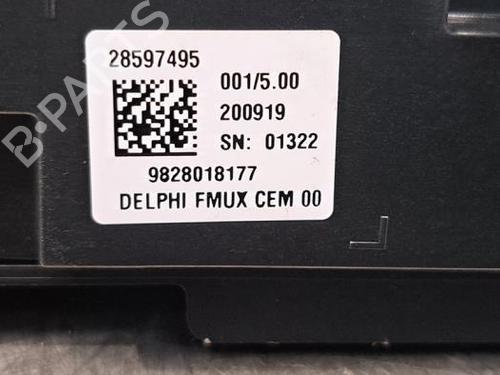 28597495
001/5.00
200919
SN: 01322
9828018177
DELPHI FMUX CEM 00
B-PARTS